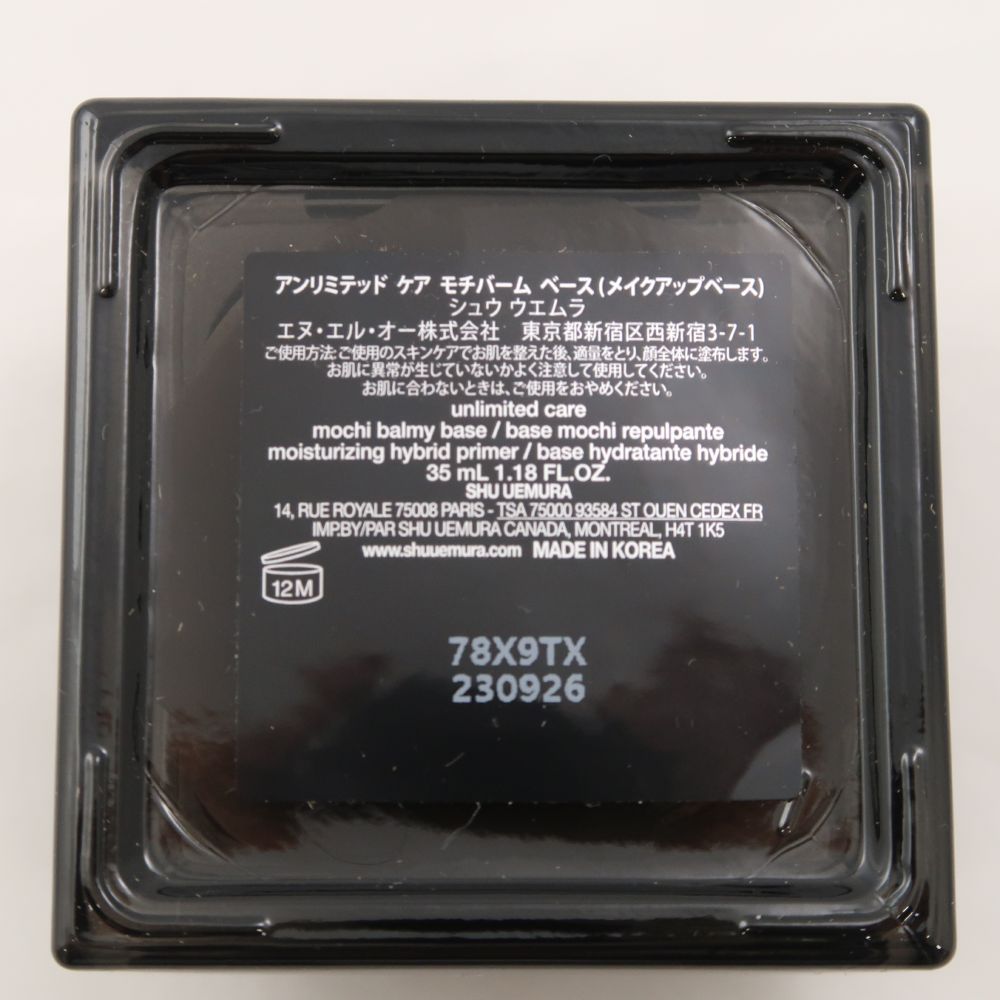 アンリミテッド ケア モチバーム ベース(メイクアップベース)
シュウ ウエムラ
エヌ・エル・オー株式会社 東京都新宿区西新宿3-7-1
ご使用方法:ご使用のスキンケアでお肌を整えた後、適量をとり、顔全体に塗布します。
お肌に異常が生じていないかよく注意して使用してください。
お肌に合わないときは、ご使用をおやめください。
unlimited care
mochi balmy base / base mochi repulpante
moisturizing hybrid primer / base hydratante hybride
35 mL 1.18 FL.OZ.
SHU UEMURA
14, RUE ROYALE 75008 PARIS - TSA 75000 93584 ST OUEN CEDEX FR
IMP.BY/PAR SHU UEMURA CANADA, MONTREAL, H4T 1K5
www.shuuemura.com MADE IN KOREA
12M
78X9TX
230926